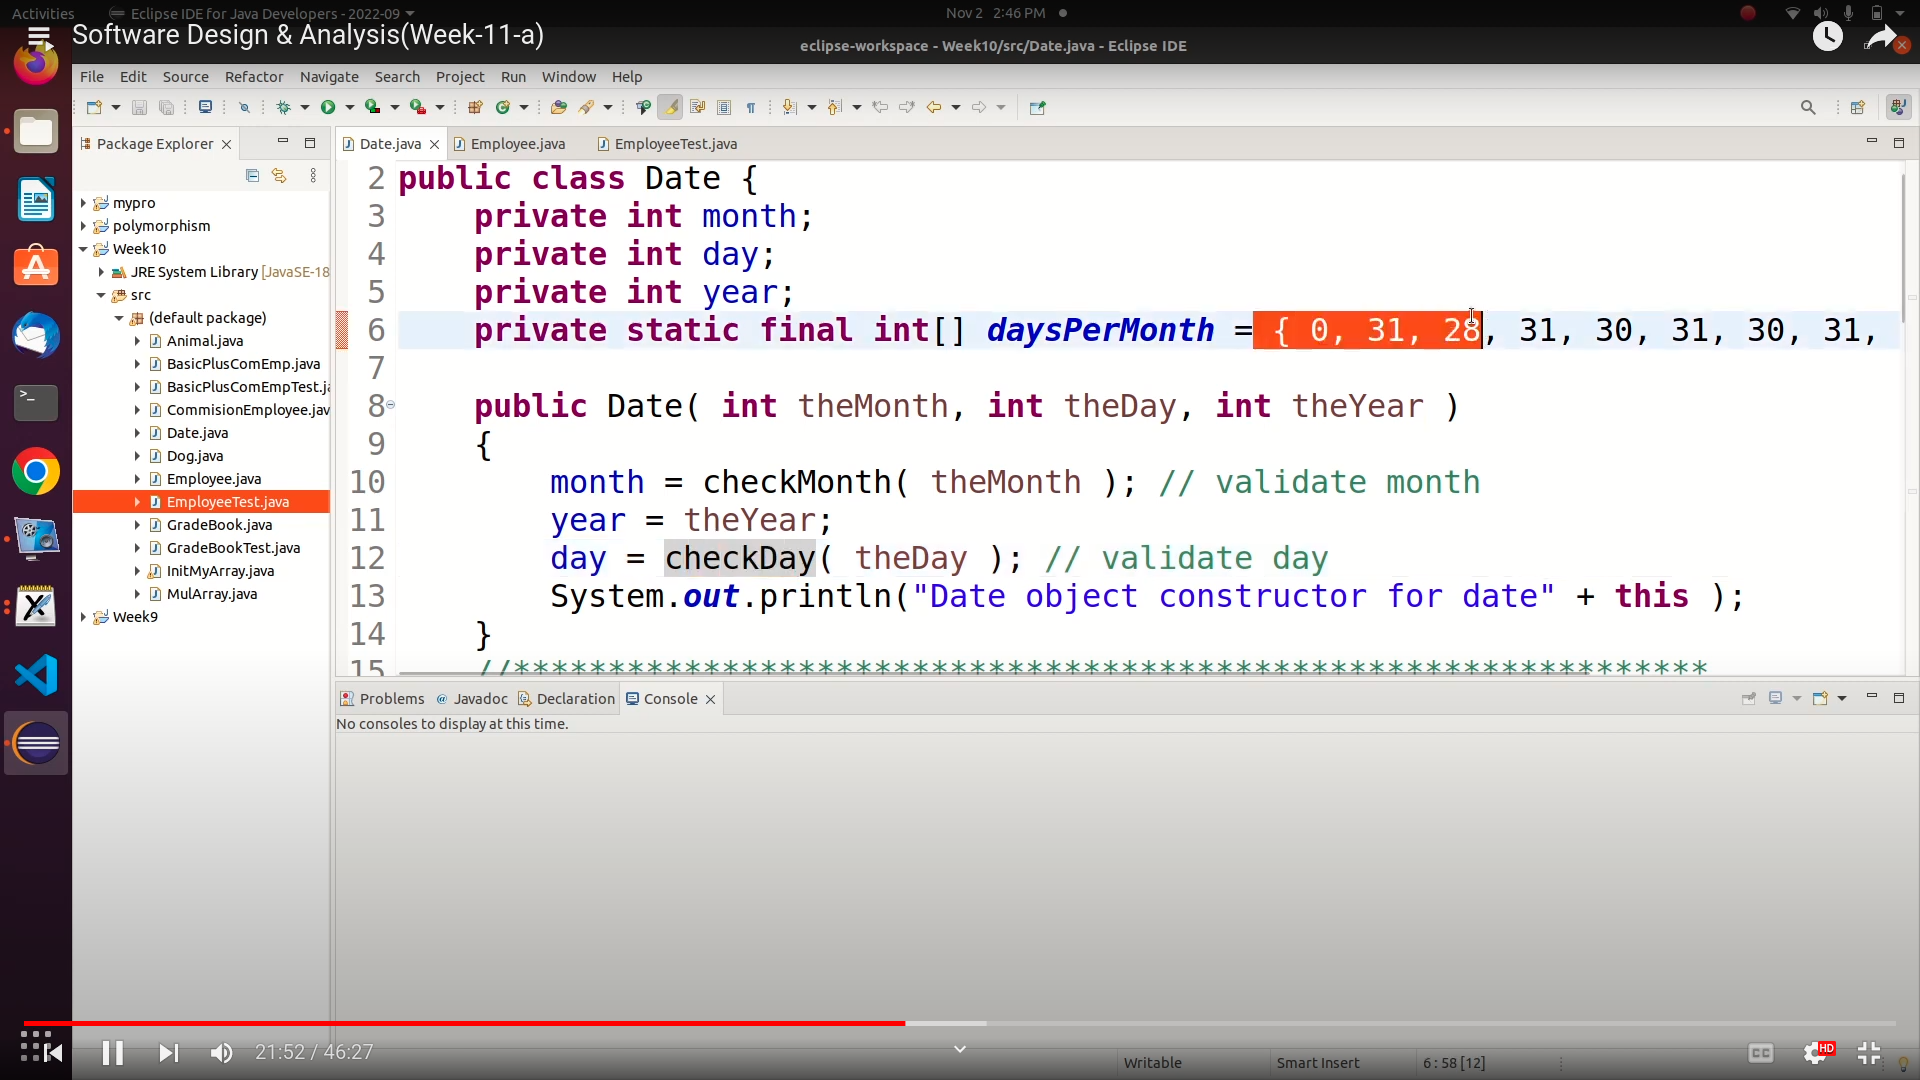 Activities
Eclipse IDE for Java Developers - 2022-09
Nov 2 2:46 PM
Software Design & Analysis(Week-11-a)
eclipse-workspace - Week10/src/Date.java - Eclipse IDE
File Edit Source Refactor Navigate Search Project Run Window Help
Package Explorer
Date.java
Employee.java
EmployeeTest.java
mypro
polymorphism
Week10
JRE System Library [JavaSE-18
src
(default package)
Animal.java
BasicPlusComEmp.java
BasicPlusComEmpTest.ja
CommisionEmployee.jav
Date.java
Dog.java
Employee.java
EmployeeTest.java
GradeBook.java
GradeBookTest.java
InitMyArray.java
MulArray.java
Week9
2 public class Date {
3 private int month;
4 private int day;
5 private int year;
6 private static final int[] daysPerMonth = { 0, 31, 28, 31, 30, 31, 30, 31,
7
8 public Date( int theMonth, int theDay, int theYear )
9 {
10 month = checkMonth( theMonth ); // validate month
11 year = theYear;
12 day = checkDay( theDay ); // validate day
13 System.out.println("Date object constructor for date" + this );
14 }
15 //***************************************************************
Problems @ Javadoc Declaration Console
No consoles to display at this time.
21:52 / 46:27
Writable
Smart Insert
6 : 58 [12]
CC
HD